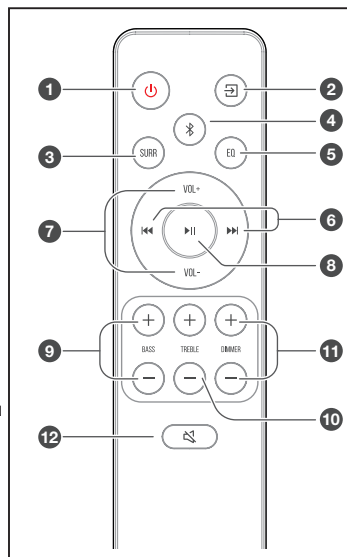 1
2
4
3
SURR
EQ
5
VOL+
6
7
8
VOL-
9
BASS
TREBLE
DIMMER
11
10
12